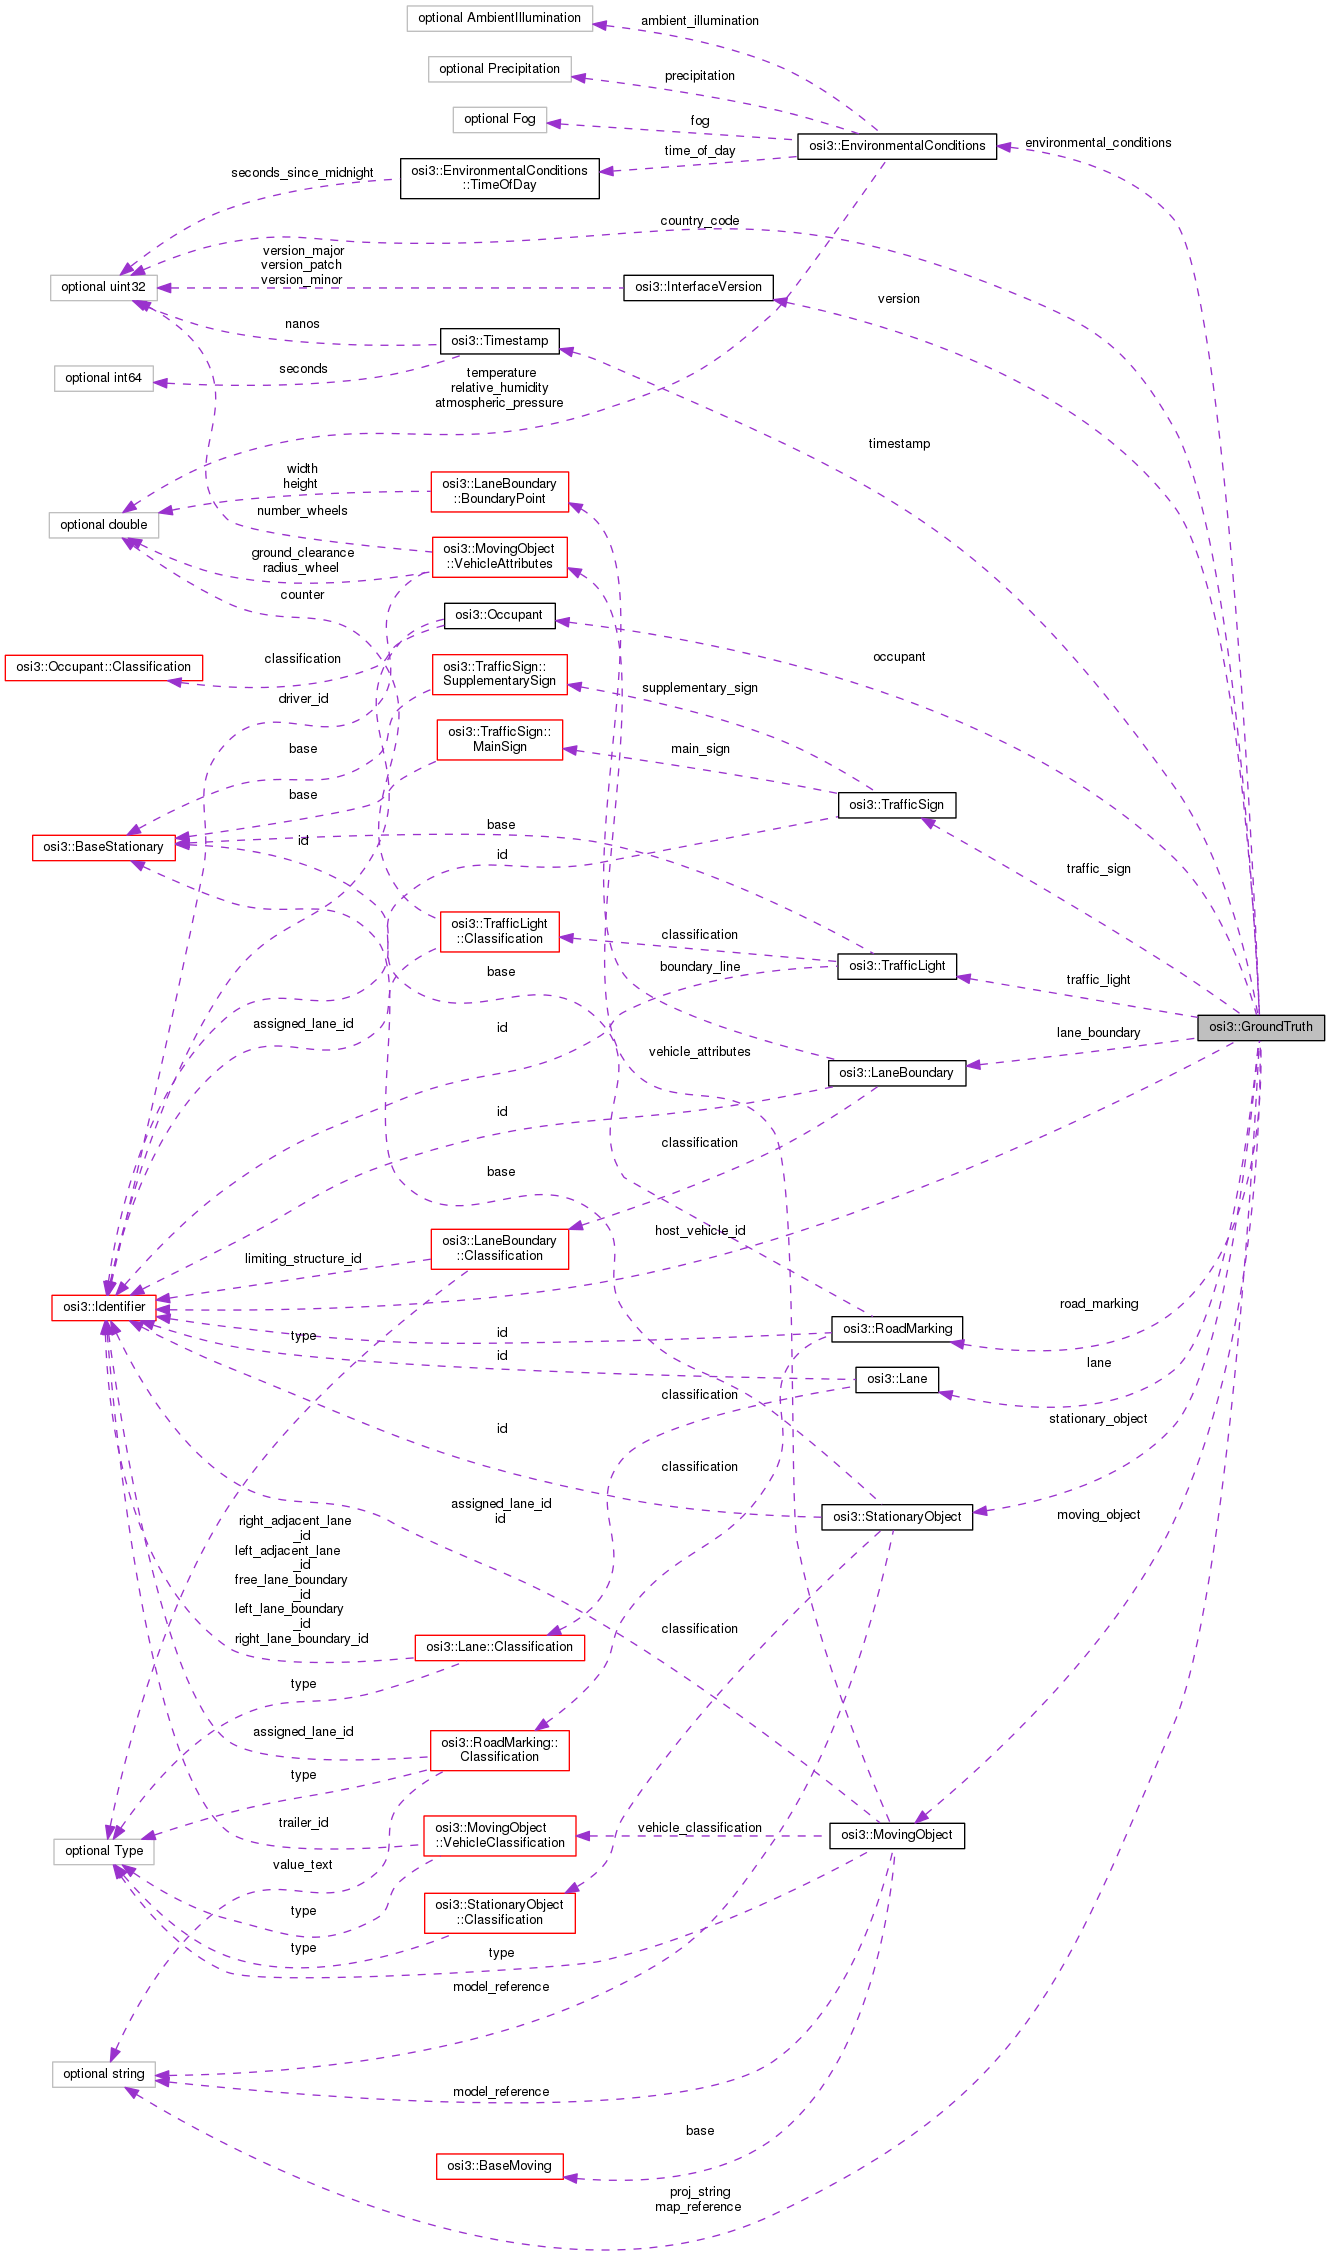 optional AmbientIllumination
ambient_illumination
optional Precipitation
precipitation
optional Fog
fog
osi3::EnvironmentalConditions
environmental_conditions
time_of_day
osi3::EnvironmentalConditions
::TimeOfDay
seconds_since_midnight
country_code
version_major
version_patch
version_minor
optional uint32
osi3::InterfaceVersion
version
nanos
osi3::Timestamp
seconds
optional int64
temperature
relative_humidity
atmospheric_pressure
timestamp
width
height
osi3::LaneBoundary
::BoundaryPoint
number_wheels
optional double
ground_clearance
radius_wheel
osi3::MovingObject
::VehicleAttributes
counter
osi3::Occupant
occupant
classification
osi3::Occupant::Classification
osi3::TrafficSign::
SupplementarySign
supplementary_sign
driver_id
osi3::TrafficSign::
MainSign
main_sign
base
base
osi3::TrafficSign
base
id
osi3::BaseStationary
id
traffic_sign
osi3::TrafficLight
::Classification
classification
osi3::TrafficLight
boundary_line
base
traffic_light
assigned_lane_id
id
osi3::GroundTruth
lane_boundary
vehicle_attributes
osi3::LaneBoundary
id
classification
base
host_vehicle_id
osi3::LaneBoundary
::Classification
limiting_structure_id
osi3::Identifier
road_marking
osi3::RoadMarking
id
type
id
lane
osi3::Lane
classification
stationary_object
id
classification
assigned_lane_id
id
osi3::StationaryObject
moving_object
right_adjacent_lane
_id
left_adjacent_lane
_id
free_lane_boundary
_id
left_lane_boundary
_id
right_lane_boundary_id
classification
osi3::Lane::Classification
type
assigned_lane_id
osi3::RoadMarking::
Classification
type
trailer_id
osi3::MovingObject
::VehicleClassification
vehicle_classification
osi3::MovingObject
optional Type
value_text
type
osi3::StationaryObject
::Classification
type
type
model_reference
optional string
model_reference
base
osi3::BaseMoving
proj_string
map_reference